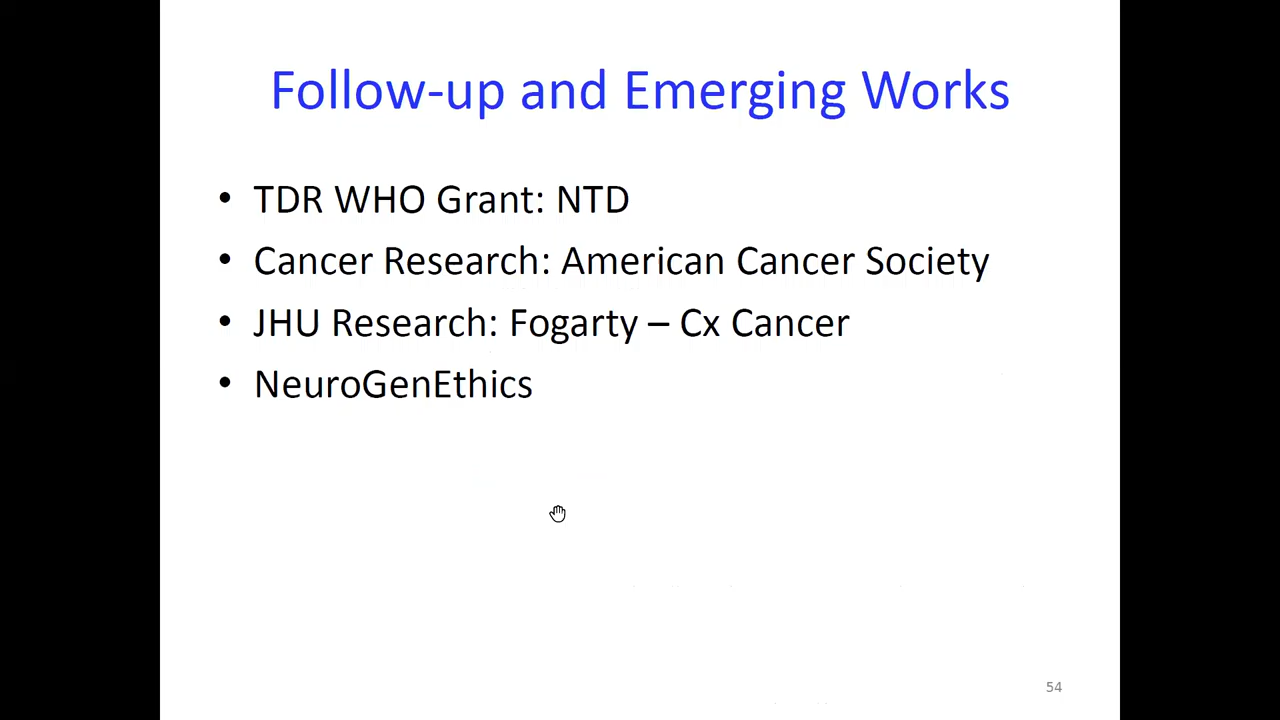 Follow-up and Emerging Works
• TDR WHO Grant: NTD
• Cancer Research: American Cancer Society
• JHU Research: Fogarty – Cx Cancer
• NeuroGenEthics
54